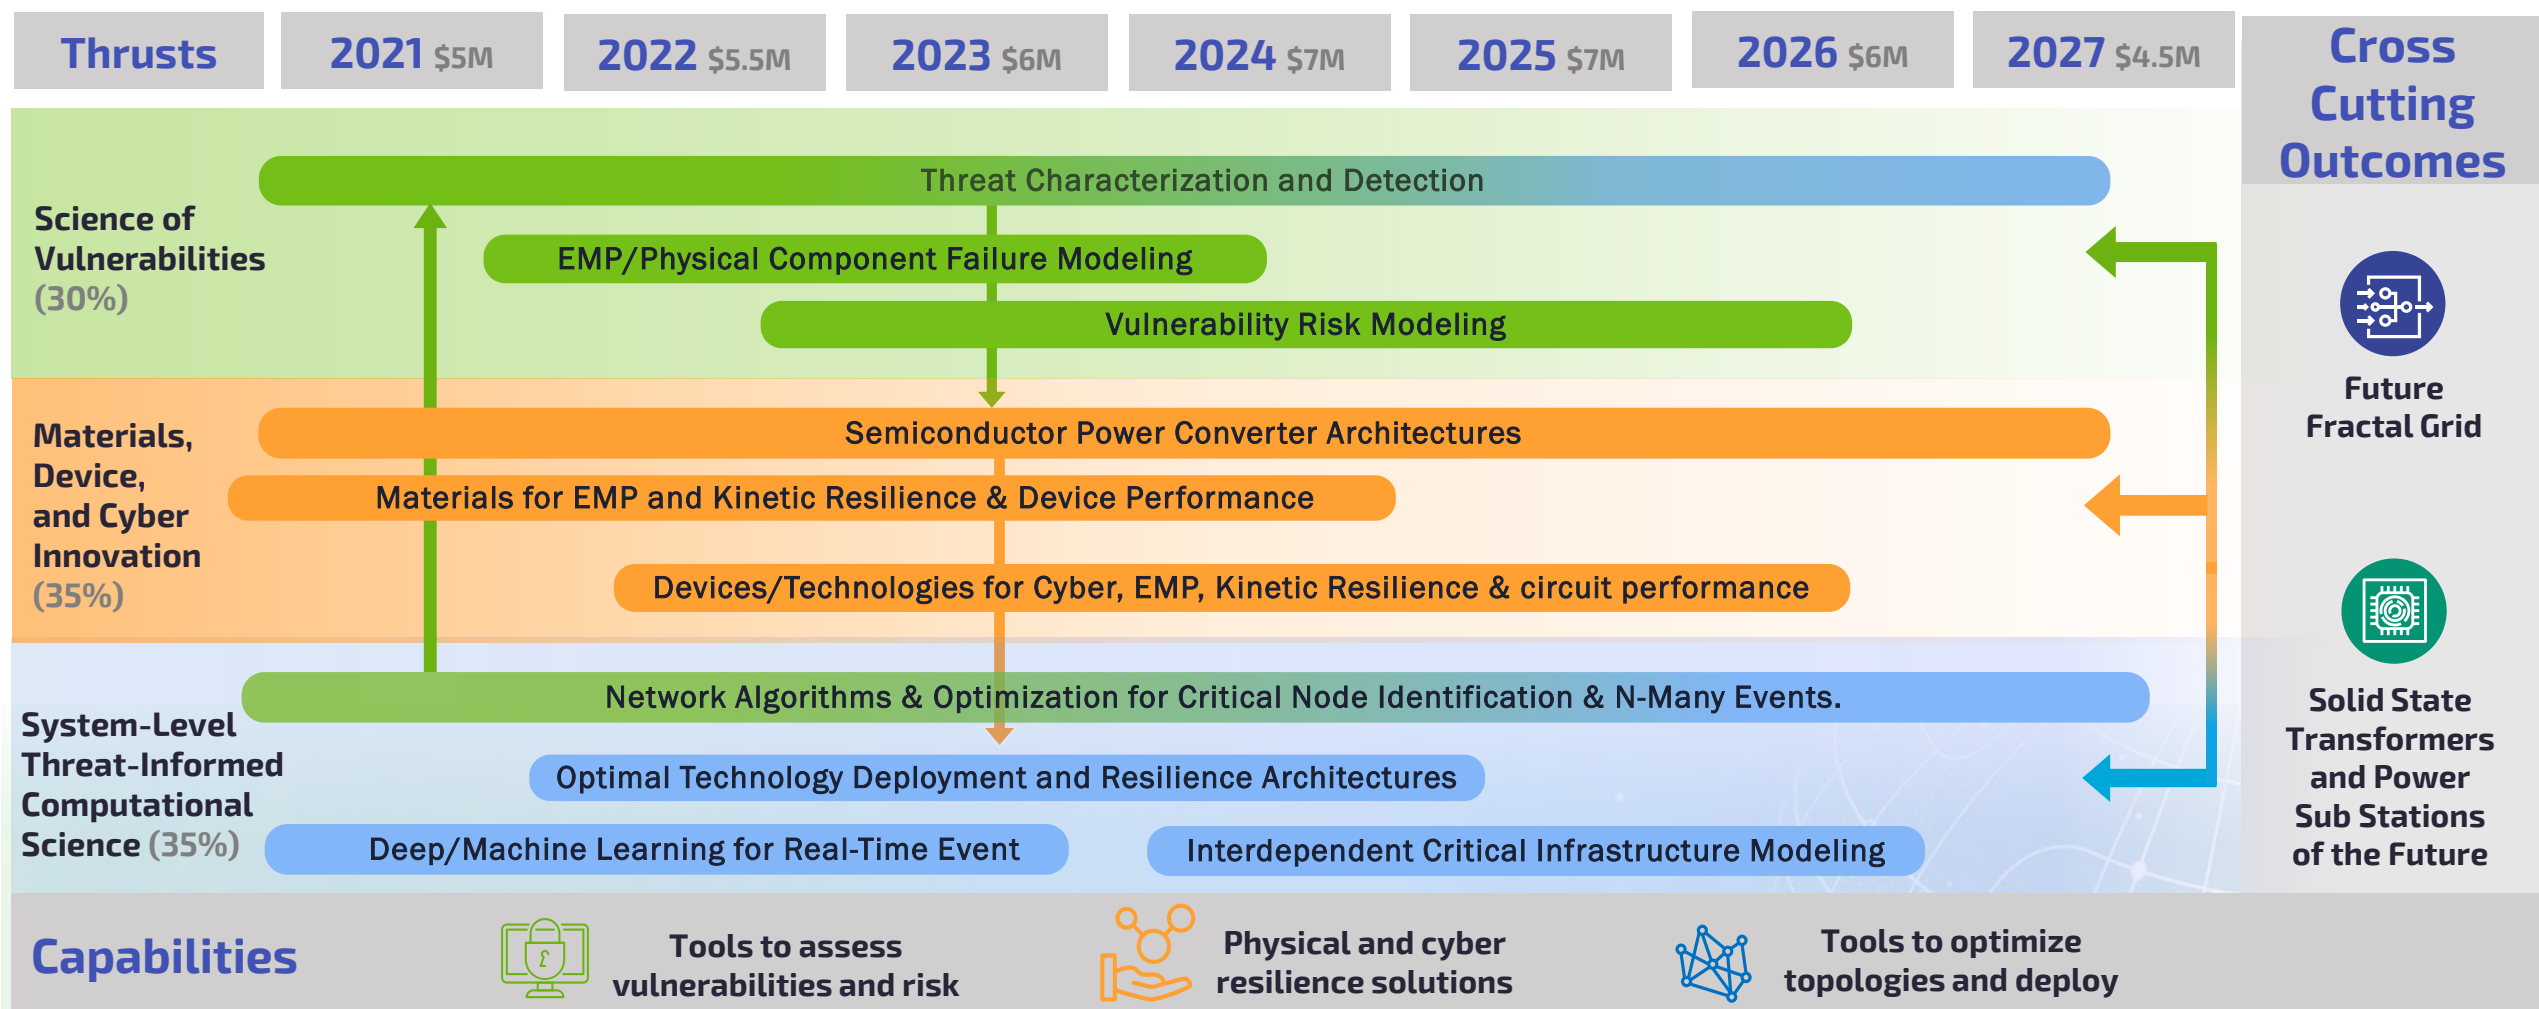 Thrusts
2021 $5M
2022 $5.5M
2023 $6M
2024 $7M
2025 $7M
2026 $6M
2027 $4.5M
Cross
Cutting
Outcomes
Science of
Vulnerabilities
(30%)
Threat Characterization and Detection
EMP/Physical Component Failure Modeling
Vulnerability Risk Modeling
Materials,
Device,
and Cyber
Innovation
(35%)
Semiconductor Power Converter Architectures
Materials for EMP and Kinetic Resilience & Device Performance
Devices/Technologies for Cyber, EMP, Kinetic Resilience & circuit performance
System-Level
Threat-Informed
Computational
Science (35%)
Network Algorithms & Optimization for Critical Node Identification & N-Many Events.
Optimal Technology Deployment and Resilience Architectures
Deep/Machine Learning for Real-Time Event
Interdependent Critical Infrastructure Modeling
Future
Fractal Grid
Solid State
Transformers
and Power
Sub Stations
of the Future
Capabilities
Tools to assess
vulnerabilities and risk
Physical and cyber
resilience solutions
Tools to optimize
topologies and deploy